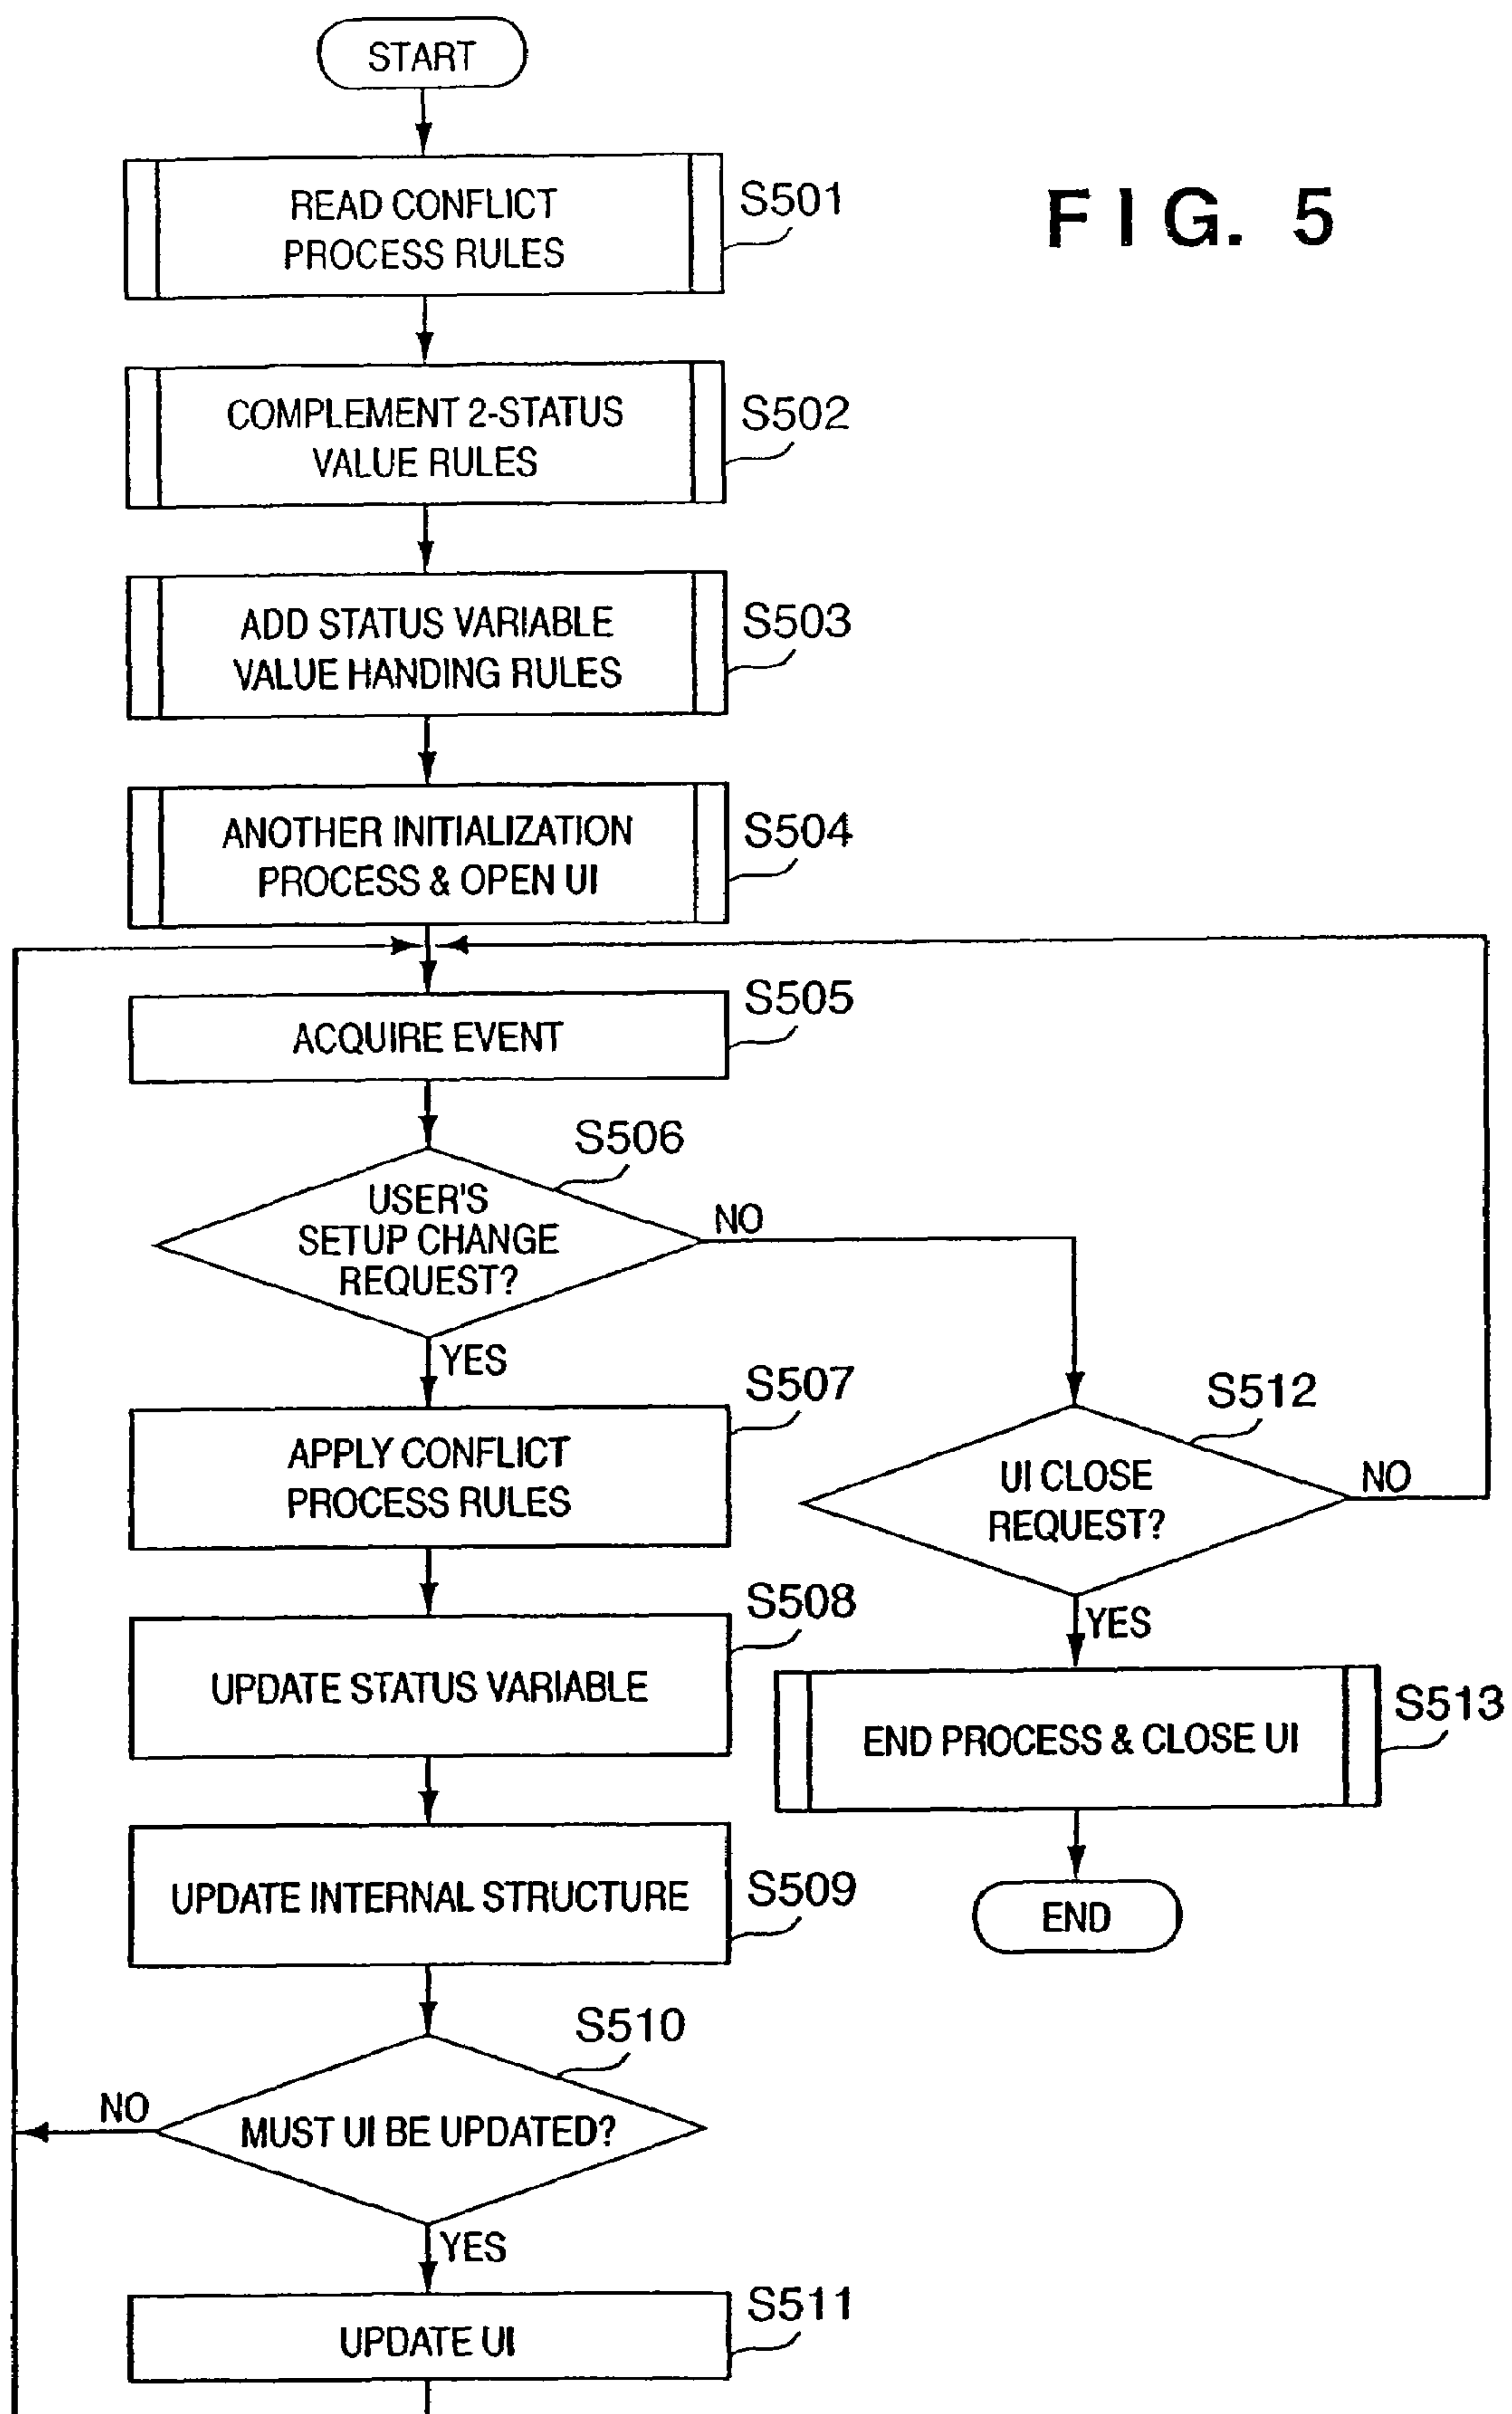 START
FIG. 5
READ CONFLICT
PROCESS RULES
S501
COMPLEMENT 2-STATUS
VALUE RULES
S502
ADD STATUS VARIABLE
VALUE HANDING RULES
S503
ANOTHER INITIALIZATION
PROCESS & OPEN UI
S504
ACQUIRE EVENT
S505
S506
USER'S
SETUP CHANGE
REQUEST?
NO
YES
S507
APPLY CONFLICT
PROCESS RULES
S508
UPDATE STATUS VARIABLE
UPDATE INTERNAL STRUCTURE
S509
S510
MUST UI BE UPDATED?
NO
YES
S511
UPDATE UI
S512
UI CLOSE
REQUEST?
NO
YES
END PROCESS & CLOSE UI
S513
END